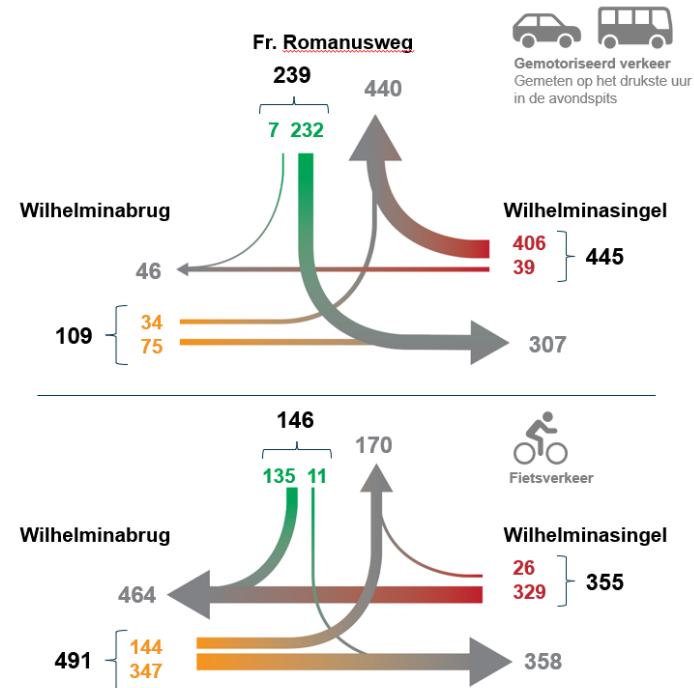 Fr. Romanusweg
239
7 232
440
Gemotoriseerd verkeer
Gemeten op het drukste uur
in de avondspits
Wilhelminabrug
Wilhelminasingel
406
39
445
46
34
75
109
307
146
135 11
170
Fietsverkeer
Wilhelminabrug
Wilhelminasingel
26
329
355
464
144
347
491
358